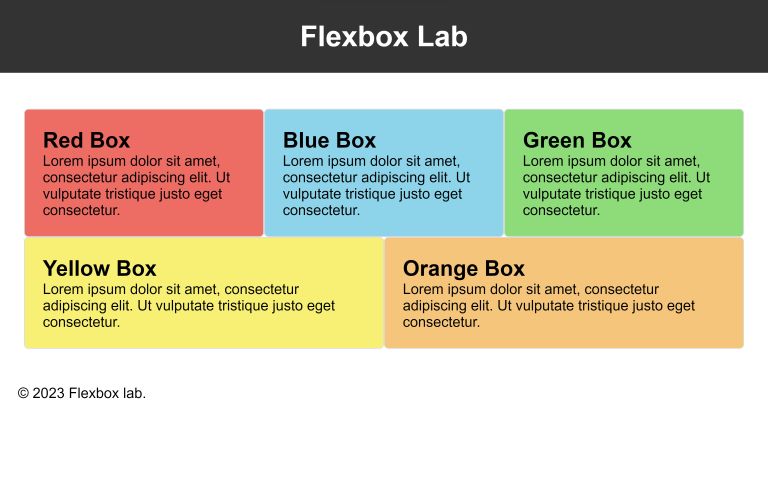 Flexbox Lab
Red Box
Lorem ipsum dolor sit amet,
consectetur adipiscing elit. Ut
vulputate tristique justo eget
consectetur.
Blue Box
Lorem ipsum dolor sit amet,
consectetur adipiscing elit. Ut
vulputate tristique justo eget
consectetur.
Green Box
Lorem ipsum dolor sit amet,
consectetur adipiscing elit. Ut
vulputate tristique justo eget
consectetur.
Yellow Box
Lorem ipsum dolor sit amet, consectetur
adipiscing elit. Ut vulputate tristique justo eget
consectetur.
Orange Box
Lorem ipsum dolor sit amet, consectetur
adipiscing elit. Ut vulputate tristique justo eget
consectetur.
© 2023 Flexbox lab.